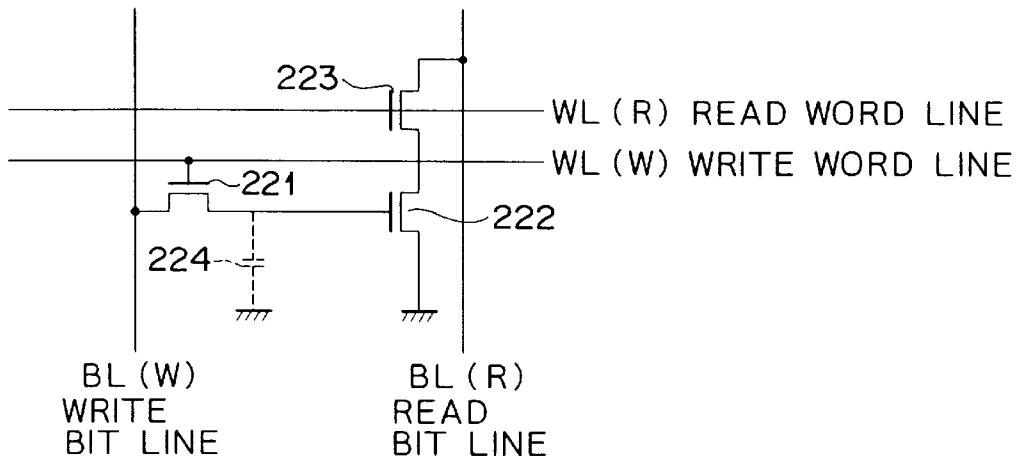 223
WL (R) READ WORD LINE
WL (W) WRITE WORD LINE
221
222
224
BL (W)
WRITE
BIT LINE
BL (R)
READ
BIT LINE